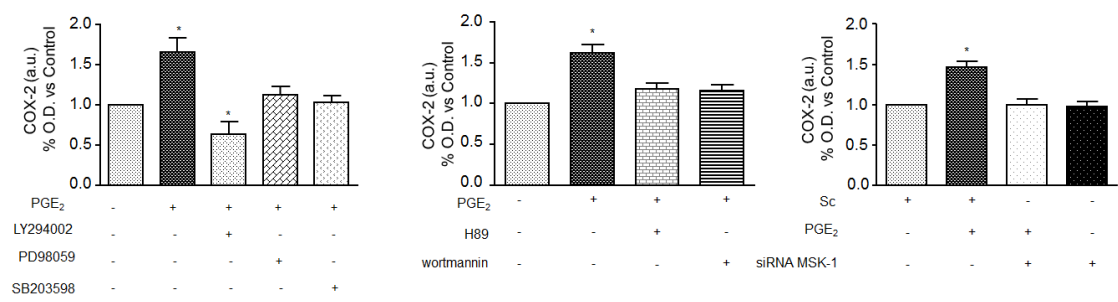 COX-2 (a.u.)
% O.D. vs Control
2.0
1.5
1.0
0.5
0.0
*
*
PGE₂ - + + + +
LY294002 - - + - -
PD98059 - - - + -
SB203598 - - - - +
COX-2 (a.u.)
% O.D. vs Control
2.0
1.5
1.0
0.5
0.0
*
PGE₂ - + + +
H89 - - + -
wortmannin - - - +
COX-2 (a.u.)
% O.D. vs Control
2.0
1.5
1.0
0.5
0.0
*
Sc + + - -
PGE₂ - + + -
siRNA MSK-1 - - + +